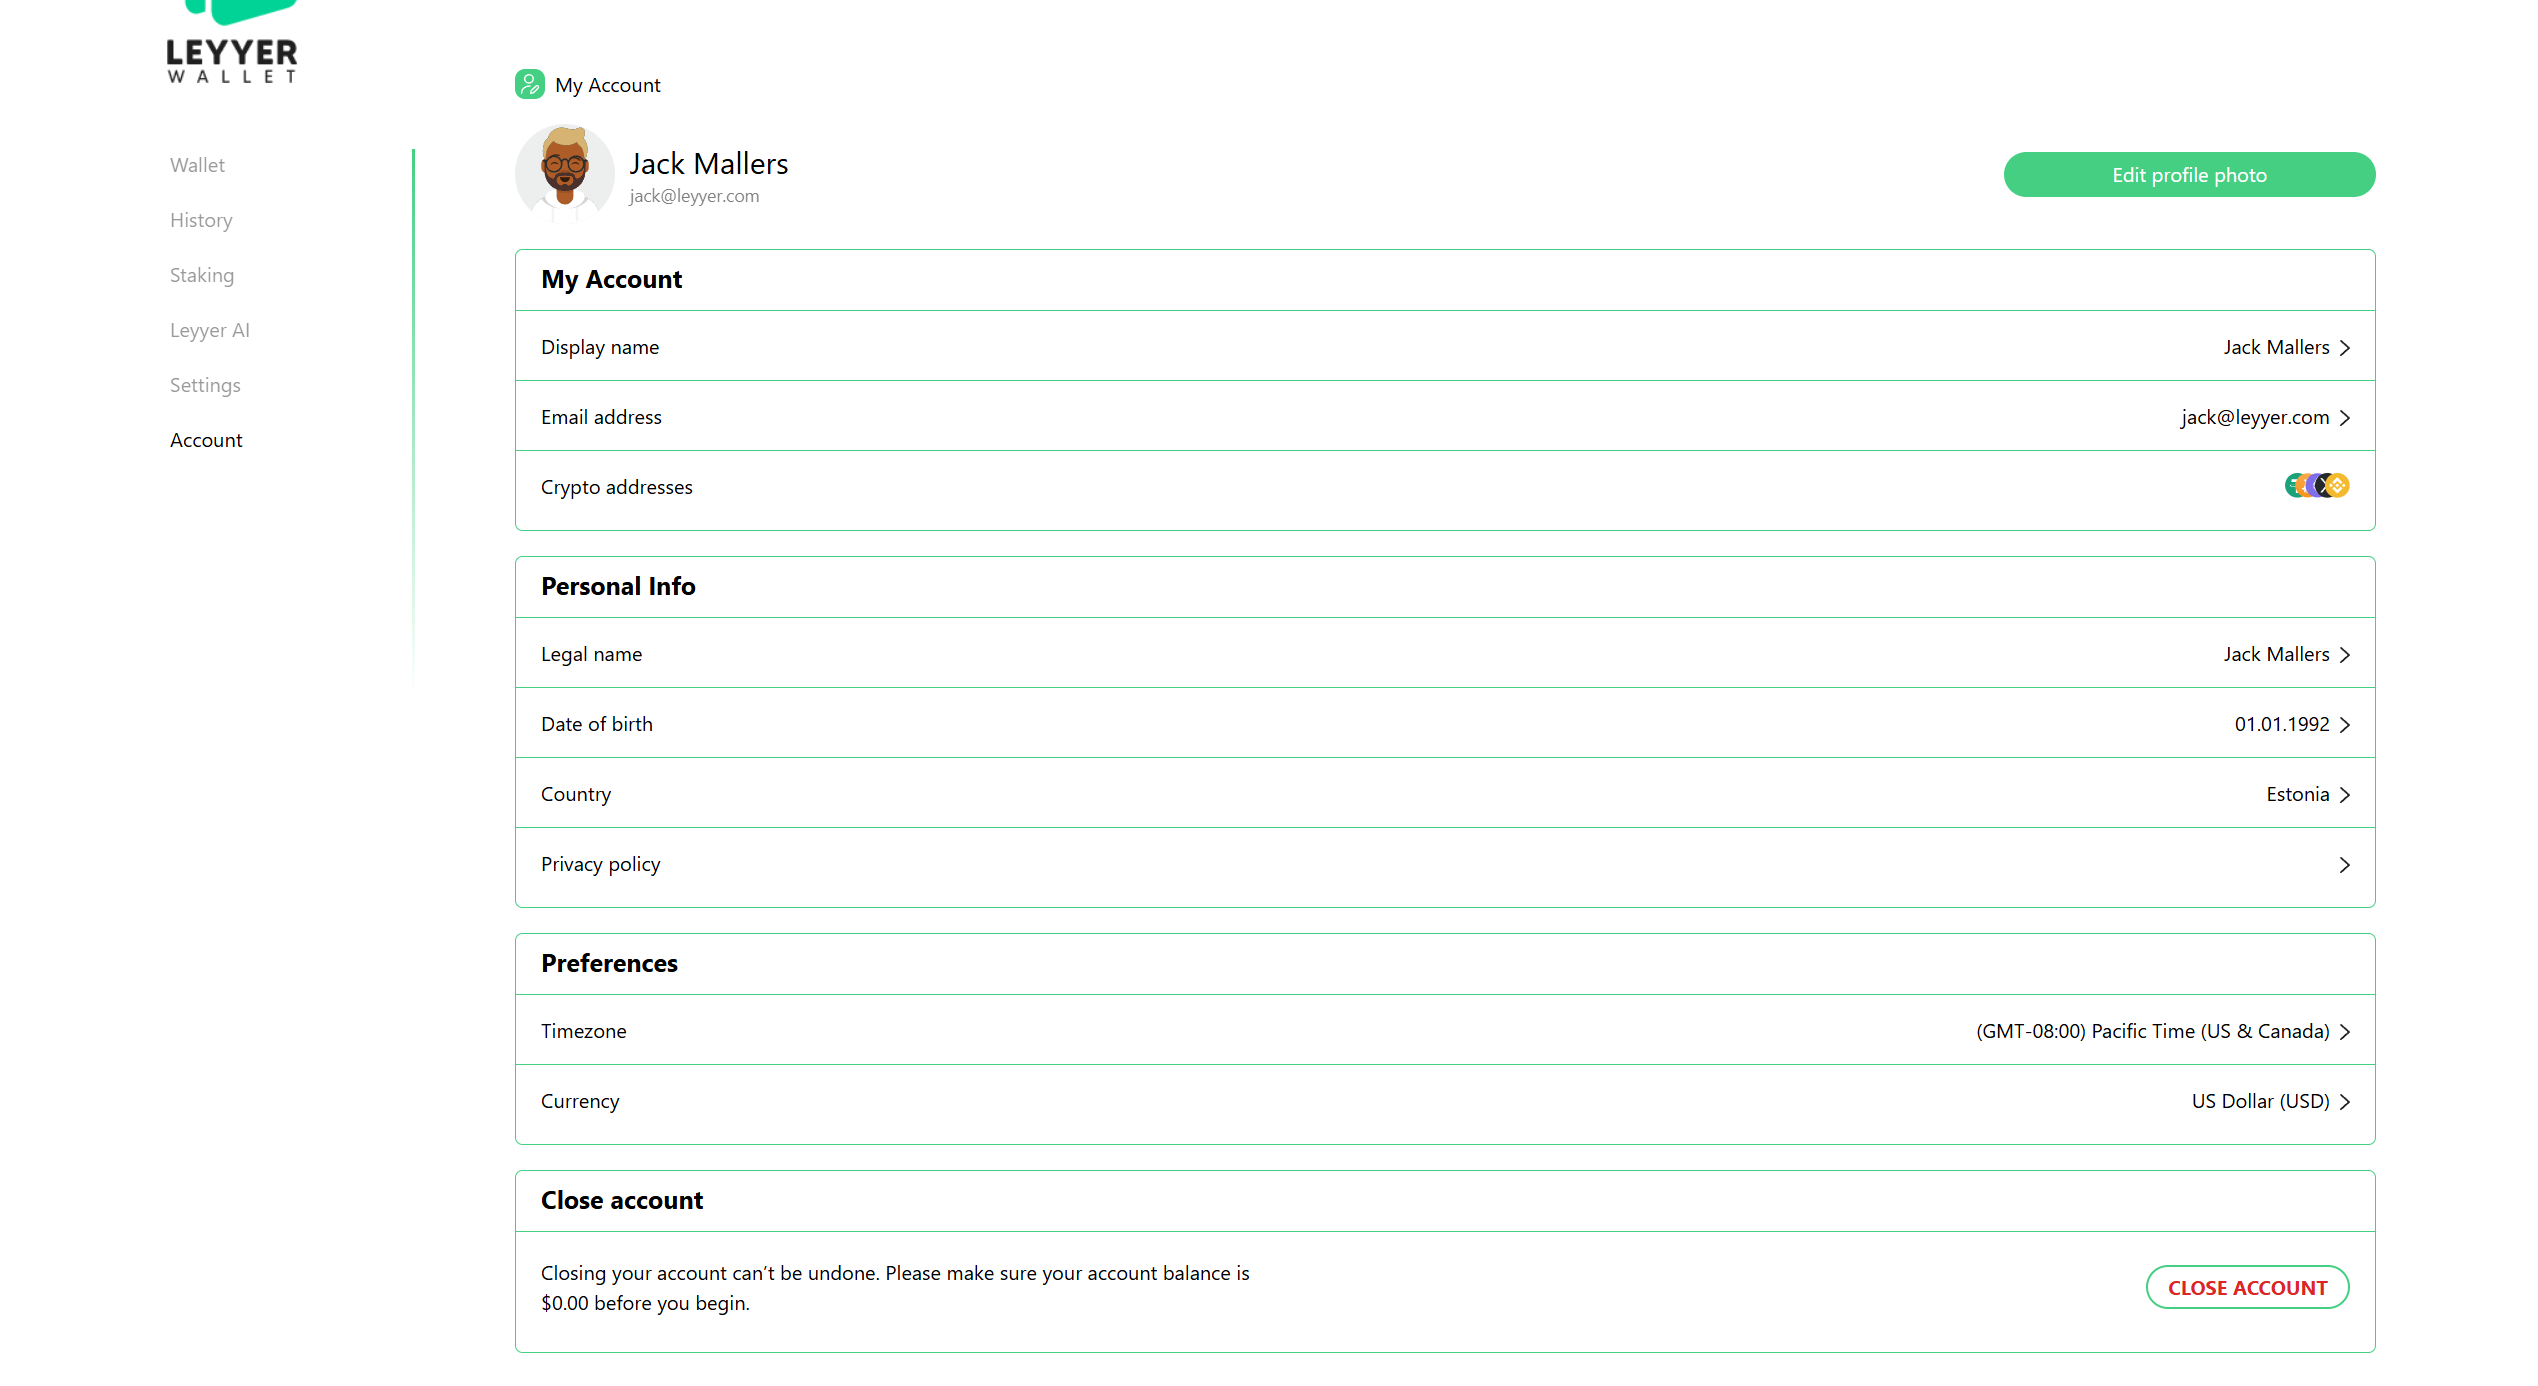 LEYYER
WALLET
Wallet
History
Staking
Leyyer AI
Settings
Account
My Account
Jack Mallers
jack@leyyer.com
Edit profile photo
My Account
Display name Jack Mallers
Email address jack@leyyer.com
Crypto addresses
Personal Info
Legal name Jack Mallers
Date of birth 01.01.1992
Country Estonia
Privacy policy
Preferences
Timezone (GMT-08:00) Pacific Time (US & Canada)
Currency US Dollar (USD)
Close account
Closing your account can’t be undone. Please make sure your account balance is
$0.00 before you begin.
CLOSE ACCOUNT